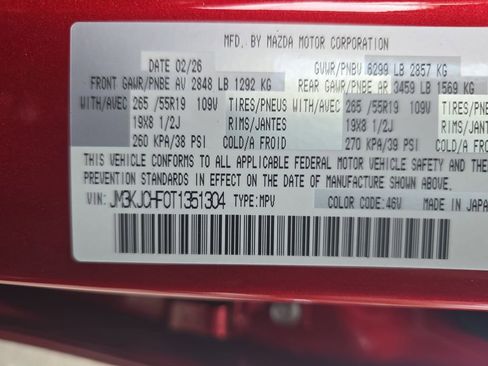 MFD. BY MAZDA MOTOR CORPORATION
DATE 02/26 GVWR/PNBV 6299 LB 2857 KG
FRONT GAWR/PNBE AV 2848 LB 1292 KG REAR GAWR/PNBE AR 3459 LB 1569 KG
WITH/AVEC 265 /55R19 109V TIRES/PNEUS WITH/AVEC 265 /55R19 109V TIRES/PNEUS
19X8 1/2J RIMS/JANTES 19X8 1/2J RIMS/JANTES
260 KPA/38 PSI COLD/A FROID 270 KPA/39 PSI COLD/A FROID
THIS VEHICLE CONFORMS TO ALL APPLICABLE FEDERAL MOTOR VEHICLE SAFETY AND THEFT
PREVENTION STANDARDS IN EFFECT ON THE DATE OF MANUFACTURE SHOWN ABOVE.
VIN: JM3KJCHF0T1351304 TYPE:MPV COLOR CODE:46V MADE IN JAPAN